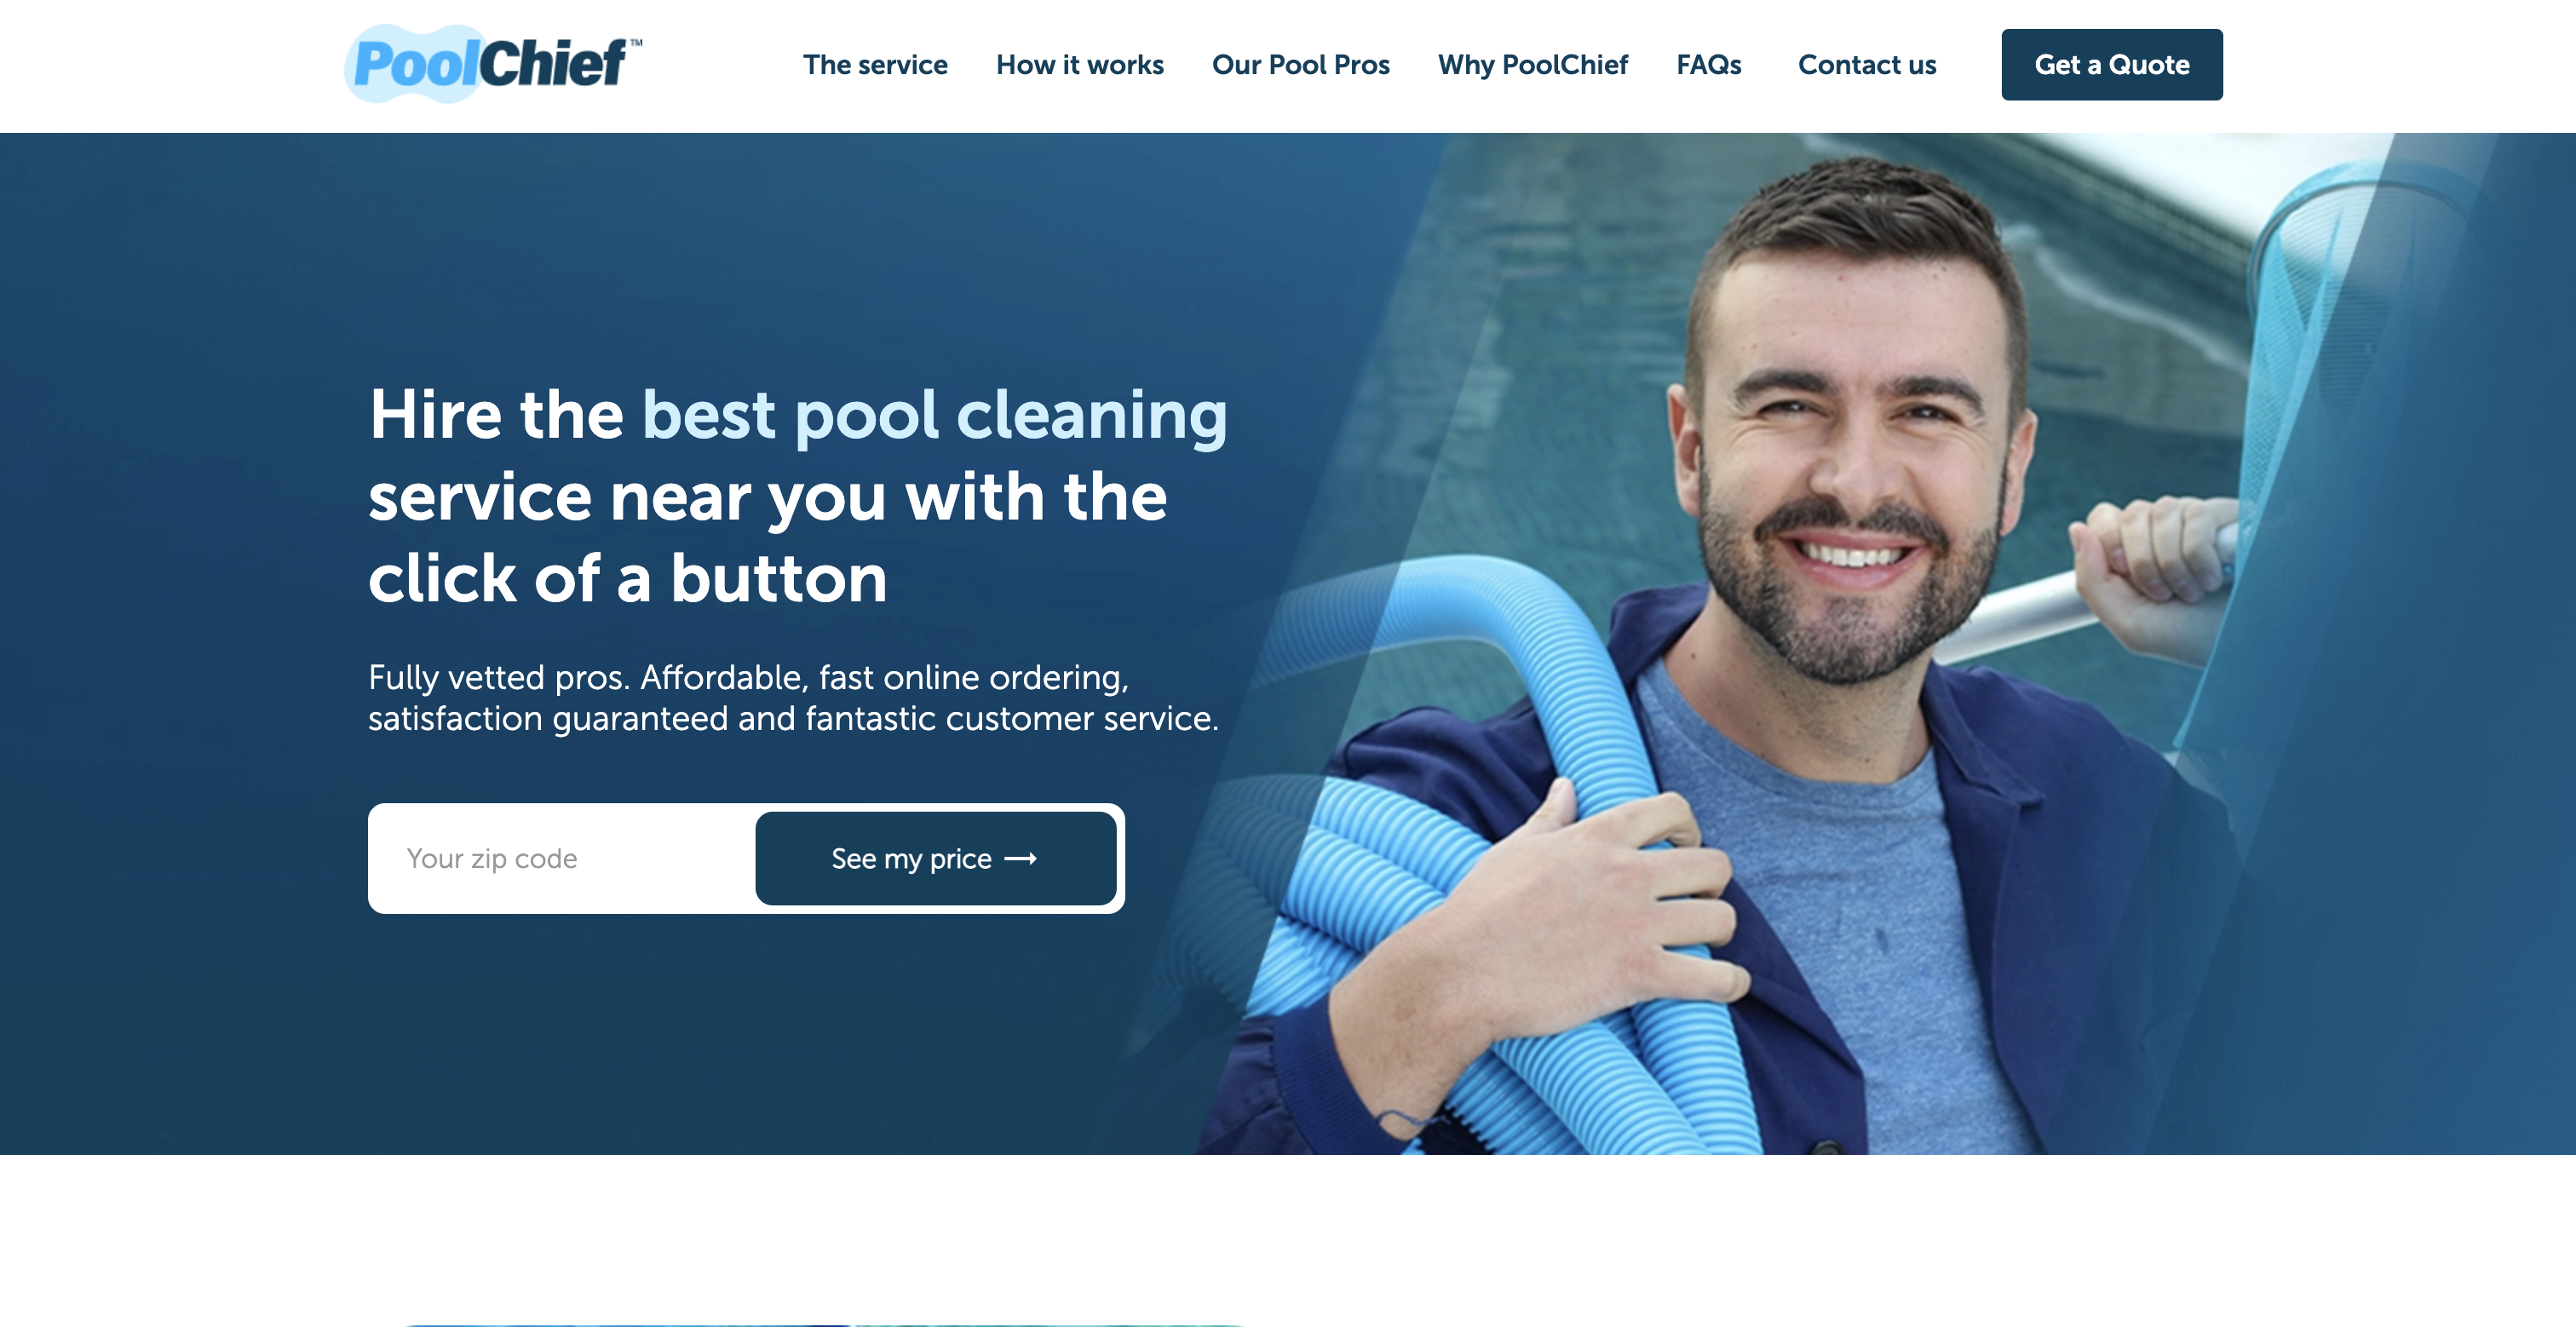 PoolChief™
The service
How it works
Our Pool Pros
Why PoolChief
FAQs
Contact us
Get a Quote
Hire the best pool cleaning
service near you with the
click of a button
Fully vetted pros. Affordable, fast online ordering,
satisfaction guaranteed and fantastic customer service.
Your zip code
See my price →